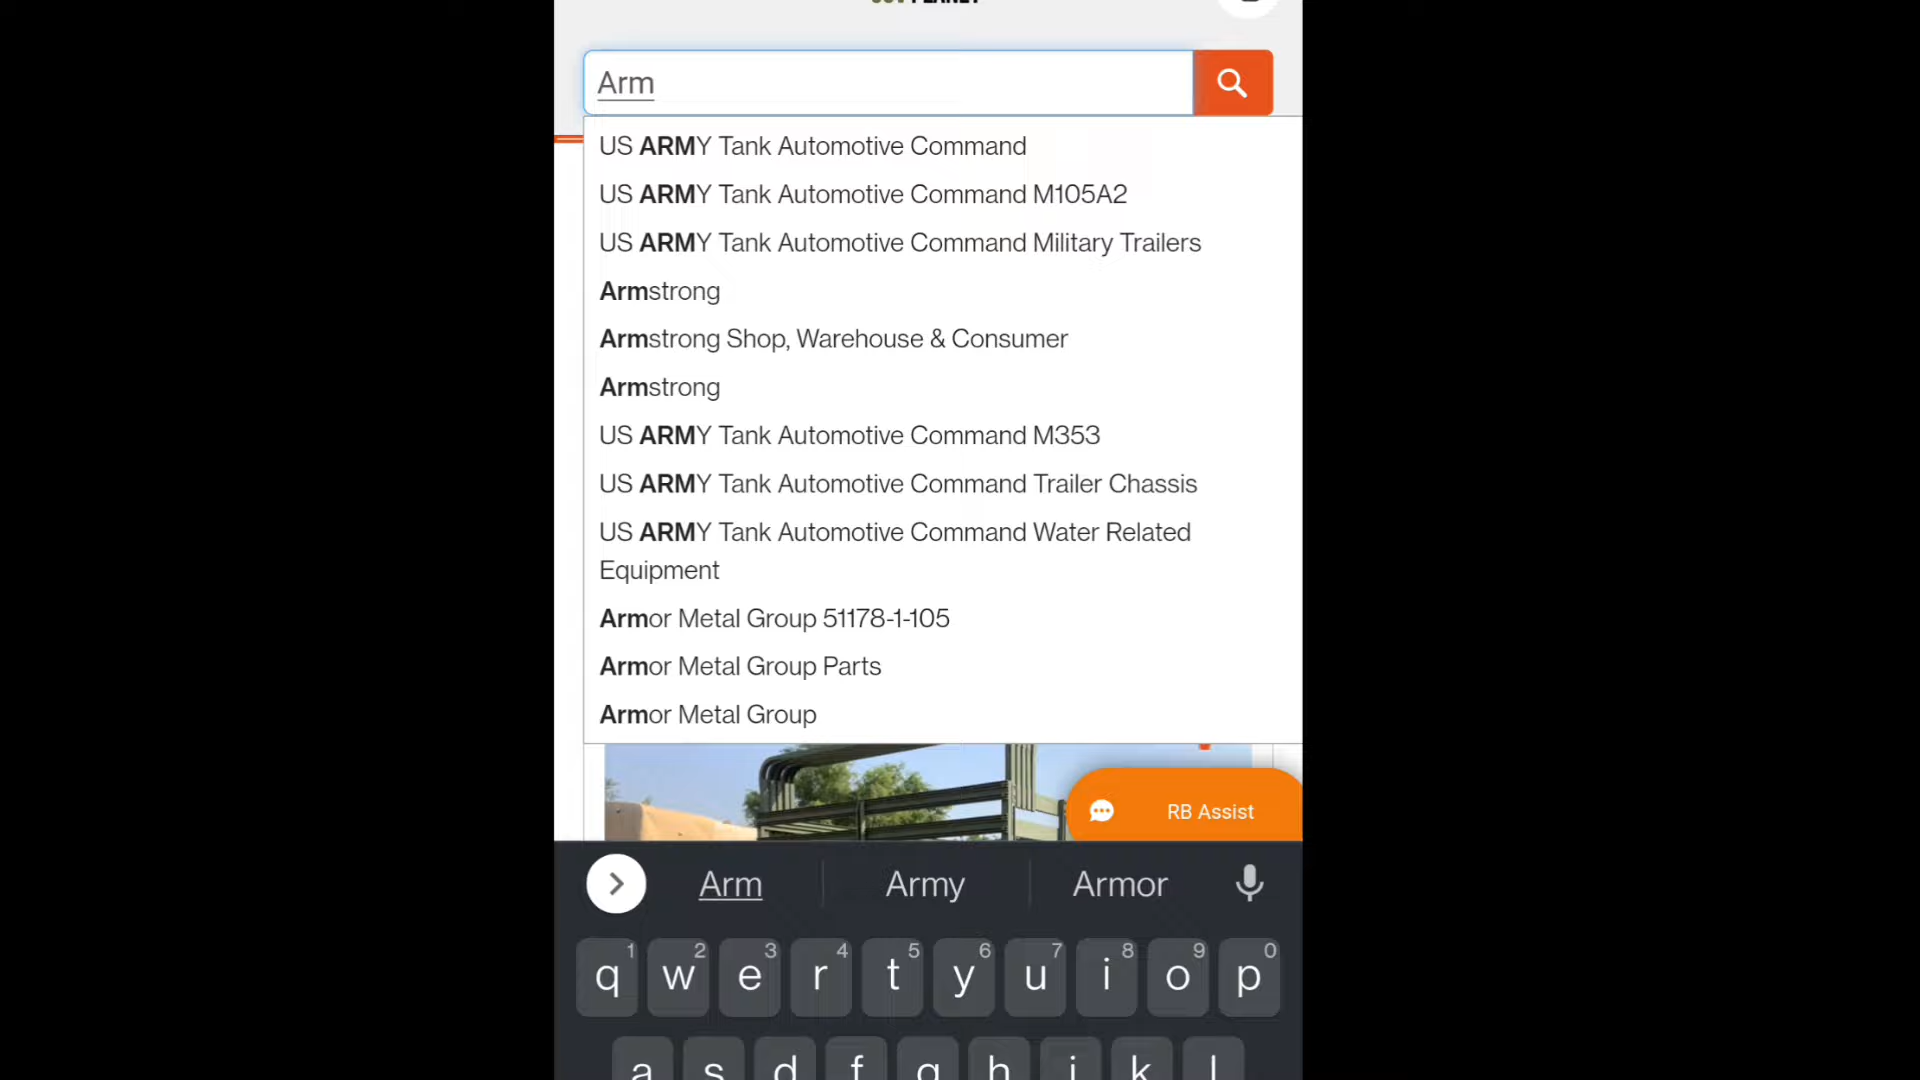 Arm
US ARMY Tank Automotive Command
US ARMY Tank Automotive Command M105A2
US ARMY Tank Automotive Command Military Trailers
Armstrong
Armstrong Shop, Warehouse & Consumer
Armstrong
US ARMY Tank Automotive Command M353
US ARMY Tank Automotive Command Trailer Chassis
US ARMY Tank Automotive Command Water Related
Equipment
Armor Metal Group 51178-1-105
Armor Metal Group Parts
Armor Metal Group
RB Assist
Arm Army Armor
1 2 3 4 5 6 7 8 9 0
q w e r t y u i o p
a s d f g h j k l